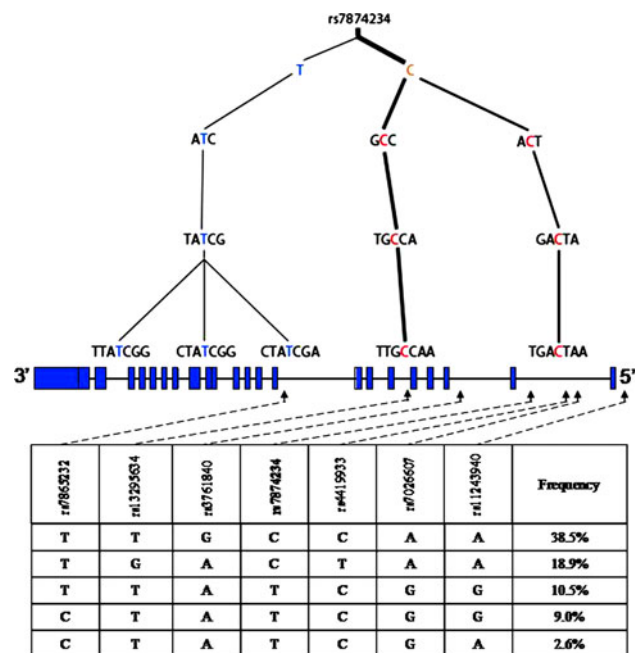 rs7874234
T C
ATC GCC ACT
TATCG TGCCA GACTA
TTATCGG CTATCGG CTATCGA TTGCCAA TGACTAA
3' 5'
rs7865232 rs13295634 rs3761840 rs7874234 rs4419933 rs7026607 rs11243940 Frequency
T T G C C A A 38.5%
T G A C T A A 18.9%
T T A T C G G 10.5%
C T A T C G G 9.0%
C T A T C G A 2.6%